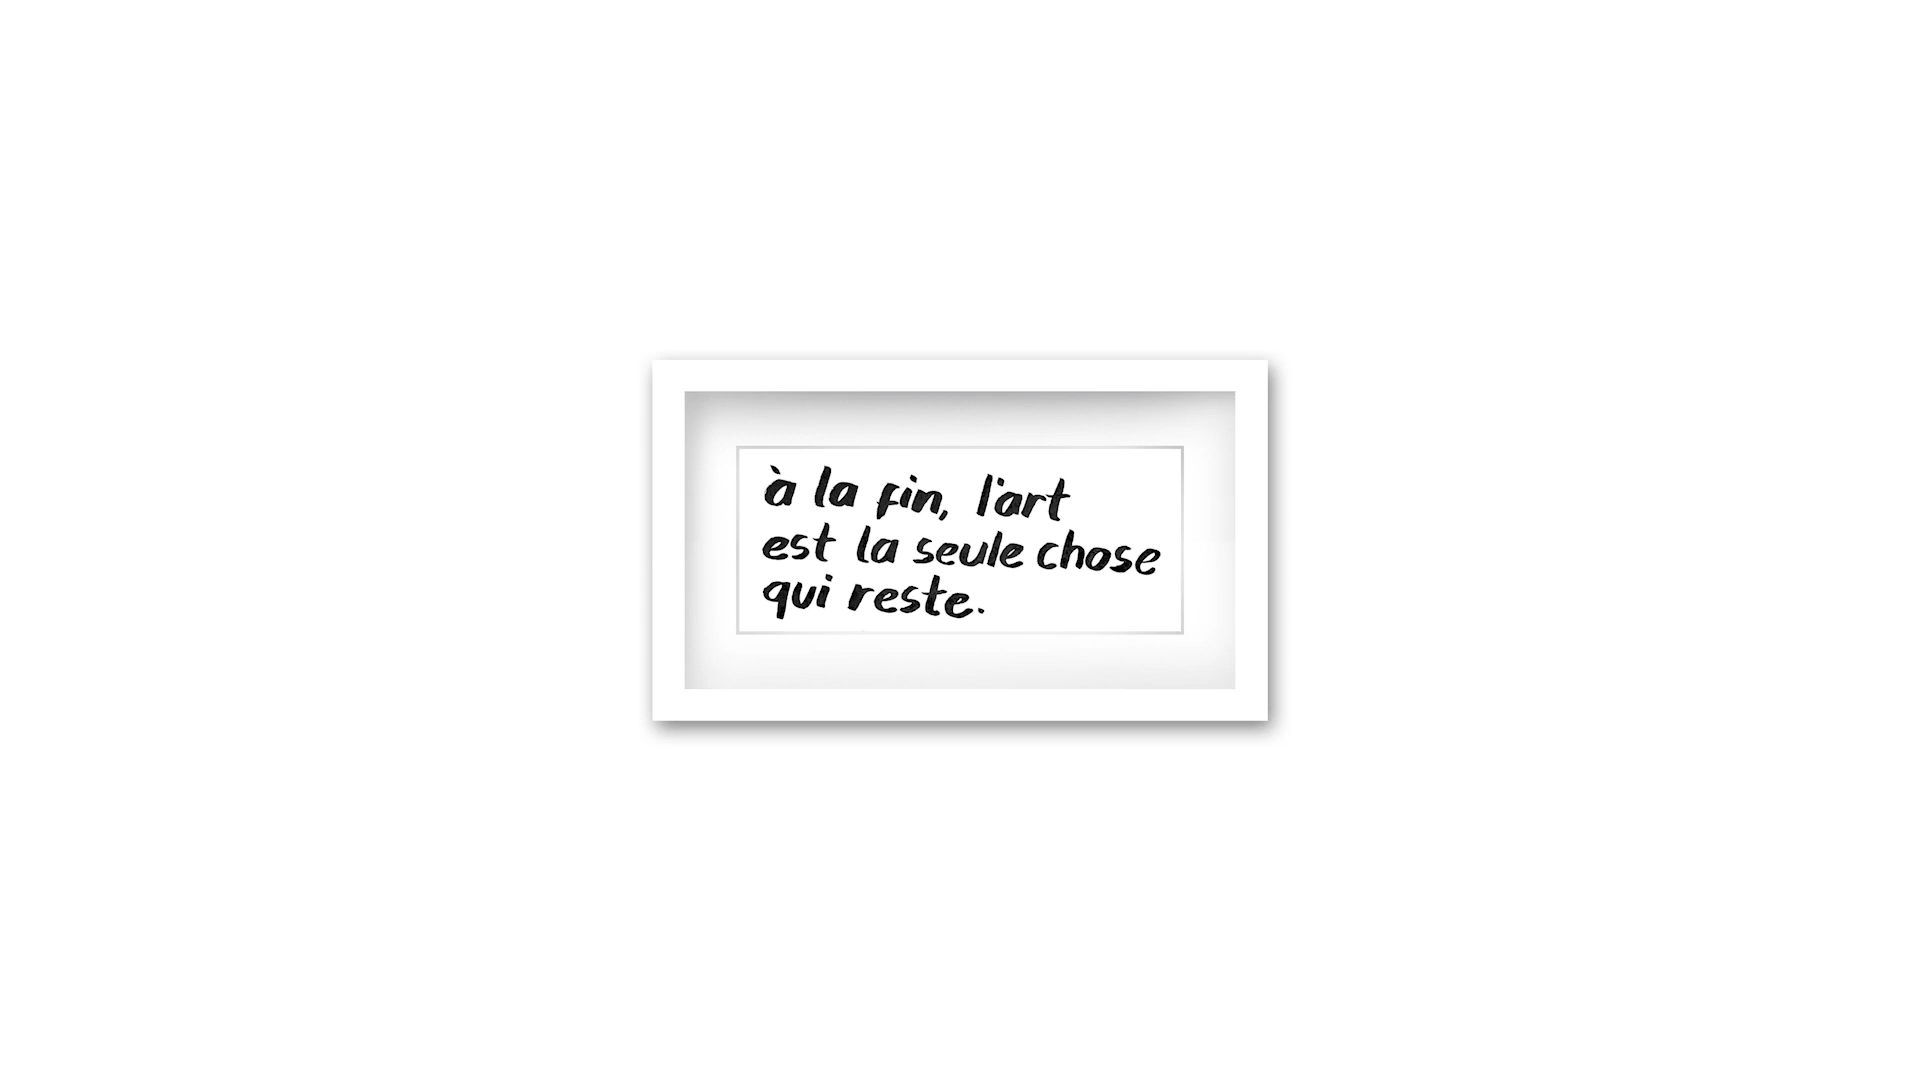 à la fin, l'art
est la seule chose
qui reste.